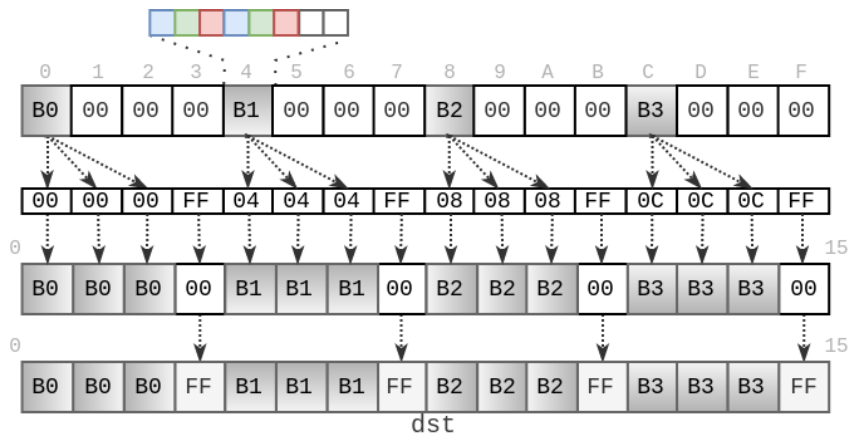 0 1 2 3 4 5 6 7 8 9 A B C D E F
B0 00 00 00 B1 00 00 00 B2 00 00 00 B3 00 00 00
00 00 00 FF 04 04 04 FF 08 08 08 FF 0C 0C 0C FF
0 15
B0 B0 B0 00 B1 B1 B1 00 B2 B2 B2 00 B3 B3 B3 00
0 15
B0 B0 B0 FF B1 B1 B1 FF B2 B2 B2 FF B3 B3 B3 FF
dst